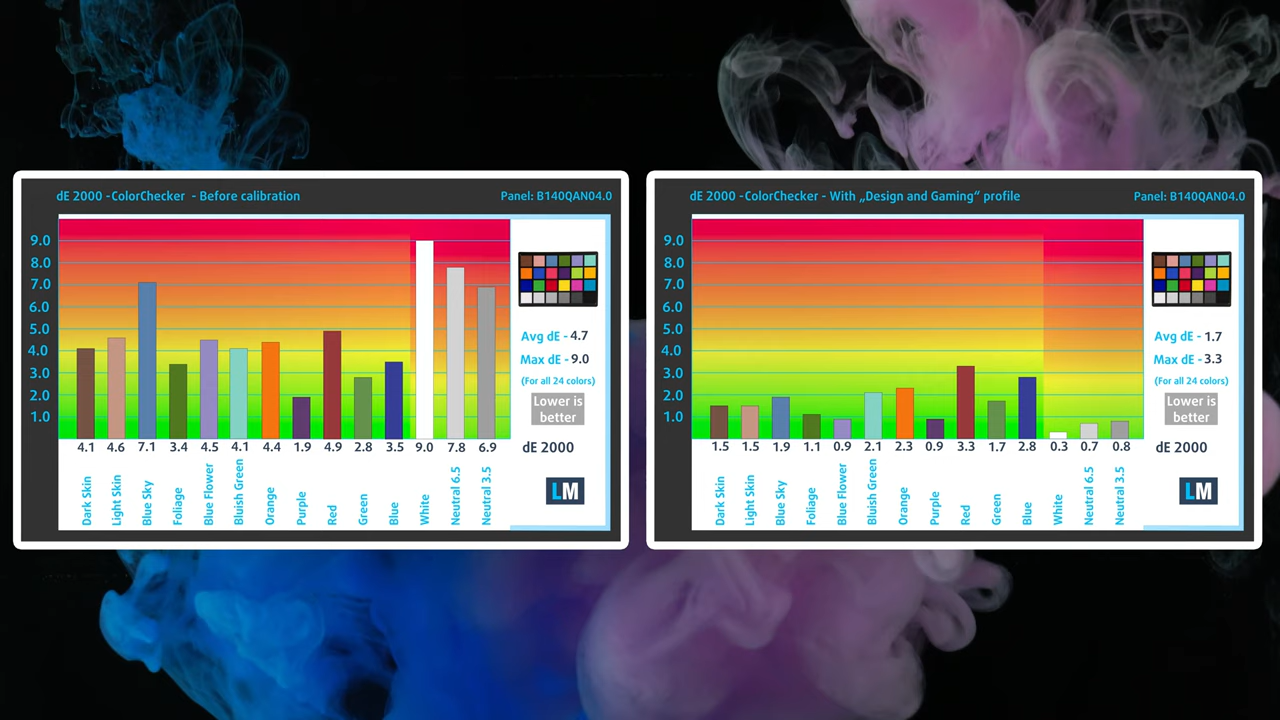 dE 2000 -ColorChecker - Before calibration
Panel: B140QAN04.0
9.0
8.0
7.0
6.0
5.0
4.0
3.0
2.0
1.0
Avg dE - 4.7
Max dE - 9.0
(For all 24 colors)
Lower is
better
4.1 4.6 7.1 3.4 4.5 4.1 4.4 1.9 4.9 2.8 3.5 9.0 7.8 6.9
dE 2000
Dark Skin
Light Skin
Blue Sky
Foliage
Blue Flower
Bluish Green
Orange
Purple
Red
Green
Blue
White
Neutral 6.5
Neutral 3.5
LM
dE 2000 -ColorChecker - With „Design and Gaming“ profile
Panel: B140QAN04.0
9.0
8.0
7.0
6.0
5.0
4.0
3.0
2.0
1.0
Avg dE - 1.7
Max dE - 3.3
(For all 24 colors)
Lower is
better
1.5 1.5 1.9 1.1 0.9 2.1 2.3 0.9 3.3 1.7 2.8 0.3 0.7 0.8
dE 2000
Dark Skin
Light Skin
Blue Sky
Foliage
Blue Flower
Bluish Green
Orange
Purple
Red
Green
Blue
White
Neutral 6.5
Neutral 3.5
LM